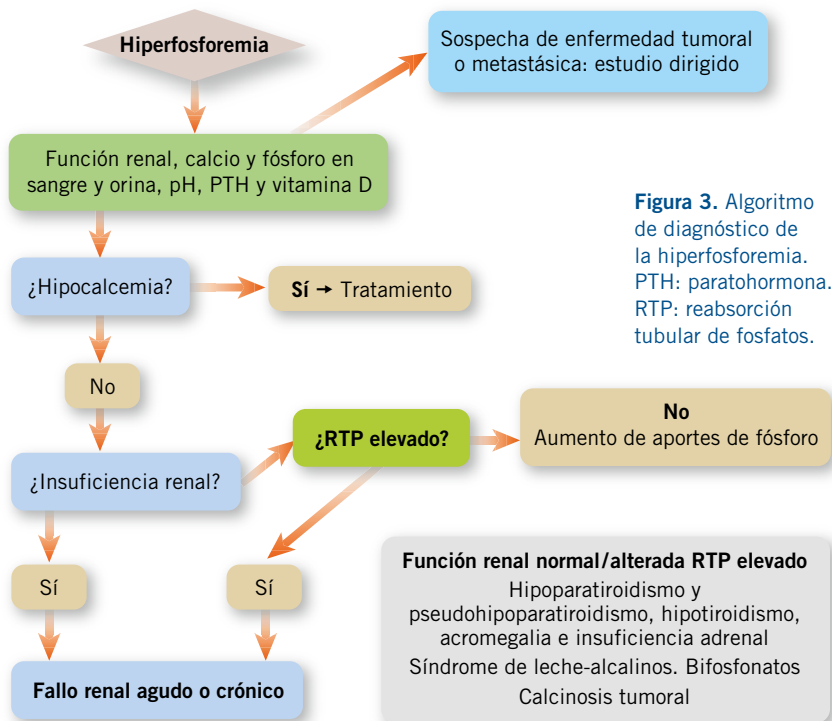 Hiperfosforemia
Sospecha de enfermedad tumoral
o metastásica: estudio dirigido
Función renal, calcio y fósforo en
sangre y orina, pH, PTH y vitamina D
Figura 3. Algoritmo
de diagnóstico de
la hiperfosforemia.
PTH: paratohormona.
RTP: reabsorción
tubular de fosfatos.
¿Hipocalcemia?
Sí → Tratamiento
No
¿RTP elevado?
No
Aumento de aportes de fósforo
¿Insuficiencia renal?
Sí
Sí
Fallo renal agudo o crónico
Función renal normal/alterada RTP elevado
Hipoparatiroidismo y
pseudohipoparatiroidismo, hipotiroidismo,
acromegalia e insuficiencia adrenal
Síndrome de leche-alcalinos. Bifosfonatos
Calcinosis tumoral